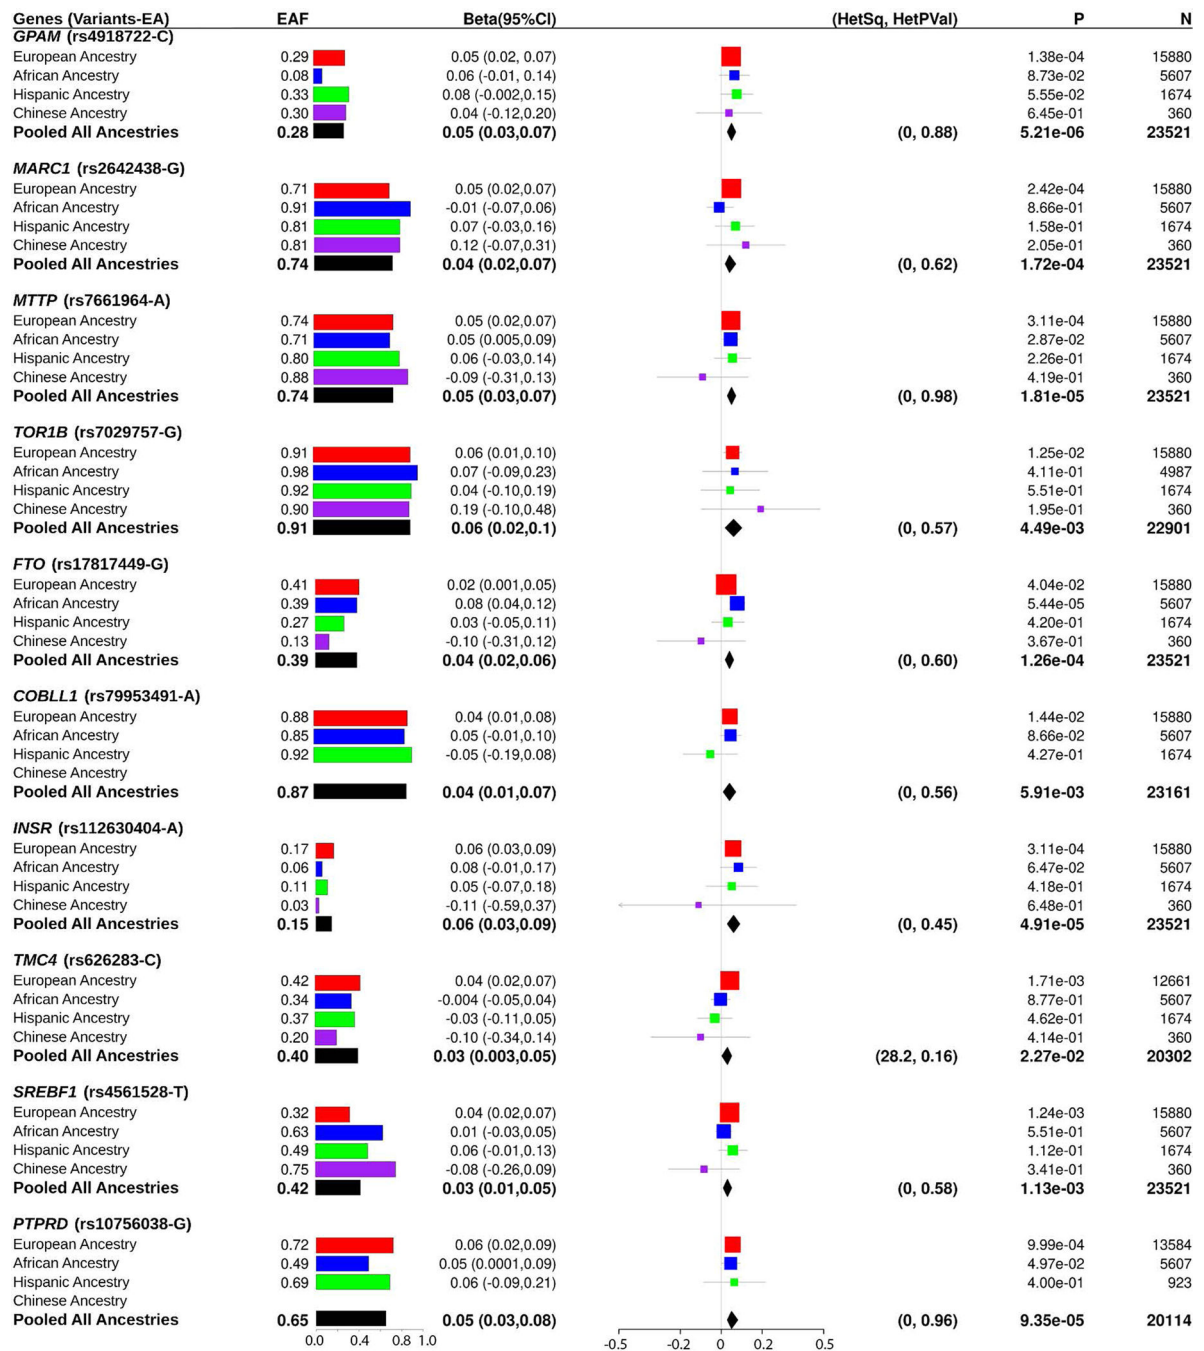 Genes (Variants-EA) EAF Beta(95%CI) (HetSq, HetPVal) P N
GPAM (rs4918722-C)
European Ancestry 0.29 0.05 (0.02, 0.07) 1.38e-04 15880
African Ancestry 0.08 0.06 (-0.01, 0.14) 8.73e-02 5607
Hispanic Ancestry 0.33 0.08 (-0.002,0.15) 5.55e-02 1674
Chinese Ancestry 0.30 0.04 (-0.12,0.20) 6.45e-01 360
Pooled All Ancestries 0.28 0.05 (0.03,0.07) (0, 0.88) 5.21e-06 23521
MARC1 (rs2642438-G)
European Ancestry 0.71 0.05 (0.02,0.07) 2.42e-04 15880
African Ancestry 0.91 -0.01 (-0.07,0.06) 8.66e-01 5607
Hispanic Ancestry 0.81 0.07 (-0.03,0.16) 1.58e-01 1674
Chinese Ancestry 0.81 0.12 (-0.07,0.31) 2.05e-01 360
Pooled All Ancestries 0.74 0.04 (0.02,0.07) (0, 0.62) 1.72e-04 23521
MTTP (rs7661964-A)
European Ancestry 0.74 0.05 (0.02,0.07) 3.11e-04 15880
African Ancestry 0.71 0.05 (0.005,0.09) 2.87e-02 5607
Hispanic Ancestry 0.80 0.06 (-0.03,0.14) 2.26e-01 1674
Chinese Ancestry 0.88 -0.09 (-0.31,0.13) 4.19e-01 360
Pooled All Ancestries 0.74 0.05 (0.03,0.07) (0, 0.98) 1.81e-05 23521
TOR1B (rs7029757-G)
European Ancestry 0.91 0.06 (0.01,0.10) 1.25e-02 15880
African Ancestry 0.98 0.07 (-0.09,0.23) 4.11e-01 4987
Hispanic Ancestry 0.92 0.04 (-0.10,0.19) 5.51e-01 1674
Chinese Ancestry 0.90 0.19 (-0.10,0.48) 1.95e-01 360
Pooled All Ancestries 0.91 0.06 (0.02,0.1) (0, 0.57) 4.49e-03 22901
FTO (rs17817449-G)
European Ancestry 0.41 0.02 (0.001,0.05) 4.04e-02 15880
African Ancestry 0.39 0.08 (0.04,0.12) 5.44e-05 5607
Hispanic Ancestry 0.27 0.03 (-0.05,0.11) 4.20e-01 1674
Chinese Ancestry 0.13 -0.10 (-0.31,0.12) 3.67e-01 360
Pooled All Ancestries 0.39 0.04 (0.02,0.06) (0, 0.60) 1.26e-04 23521
COBLL1 (rs79953491-A)
European Ancestry 0.88 0.04 (0.01,0.08) 1.44e-02 15880
African Ancestry 0.85 0.05 (-0.01,0.10) 8.66e-02 5607
Hispanic Ancestry 0.92 -0.05 (-0.19,0.08) 4.27e-01 1674
Chinese Ancestry
Pooled All Ancestries 0.87 0.04 (0.01,0.07) (0, 0.56) 5.91e-03 23161
INSR (rs112630404-A)
European Ancestry 0.17 0.06 (0.03,0.09) 3.11e-04 15880
African Ancestry 0.06 0.08 (-0.01,0.17) 6.47e-02 5607
Hispanic Ancestry 0.11 0.05 (-0.07,0.18) 4.18e-01 1674
Chinese Ancestry 0.03 -0.11 (-0.59,0.37) 6.48e-01 360
Pooled All Ancestries 0.15 0.06 (0.03,0.09) (0, 0.45) 4.91e-05 23521
TMC4 (rs626283-C)
European Ancestry 0.42 0.04 (0.02,0.07) 1.71e-03 12661
African Ancestry 0.34 -0.004 (-0.05,0.04) 8.77e-01 5607
Hispanic Ancestry 0.37 -0.03 (-0.11,0.05) 4.62e-01 1674
Chinese Ancestry 0.20 -0.10 (-0.34,0.14) 4.14e-01 360
Pooled All Ancestries 0.40 0.03 (0.003,0.05) (28.2, 0.16) 2.27e-02 20302
SREBF1 (rs4561528-T)
European Ancestry 0.32 0.04 (0.02,0.07) 1.24e-03 15880
African Ancestry 0.63 0.01 (-0.03,0.05) 5.51e-01 5607
Hispanic Ancestry 0.49 0.06 (-0.01,0.13) 1.12e-01 1674
Chinese Ancestry 0.75 -0.08 (-0.26,0.09) 3.41e-01 360
Pooled All Ancestries 0.42 0.03 (0.01,0.05) (0, 0.58) 1.13e-03 23521
PTPRD (rs10756038-G)
European Ancestry 0.72 0.06 (0.02,0.09) 9.99e-04 13584
African Ancestry 0.49 0.05 (0.0001,0.09) 4.97e-02 5607
Hispanic Ancestry 0.69 0.06 (-0.09,0.21) 4.00e-01 923
Chinese Ancestry
Pooled All Ancestries 0.65 0.05 (0.03,0.08) (0, 0.96) 9.35e-05 20114
0.0 0.4 0.8 1.0 -0.5 -0.2 0 0.2 0.5